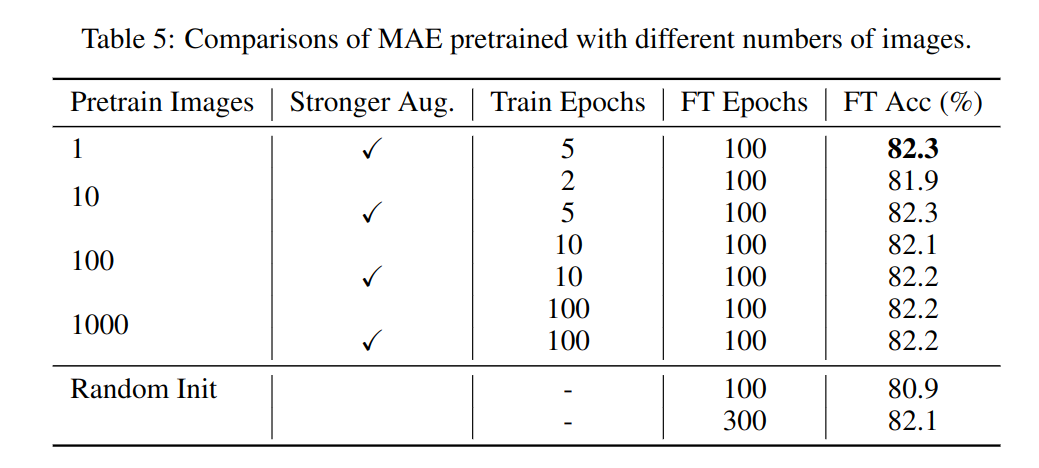 Table 5: Comparisons of MAE pretrained with different numbers of images.
Pretrain Images Stronger Aug. Train Epochs FT Epochs FT Acc (%)
1 ✓ 5 100 82.3
10 2 100 81.9
✓ 5 100 82.3
100 10 100 82.1
✓ 10 100 82.2
1000 100 100 82.2
✓ 100 100 82.2
Random Init - 100 80.9
- 300 82.1